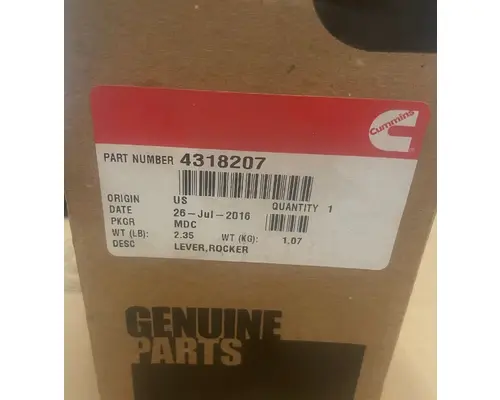 Cummins
PART NUMBER 4318207
ORIGIN US QUANTITY 1
DATE 26-Jul-2016
PKGR MDC
WT (LB): 2.35 WT (KG): 1.07
DESC LEVER,ROCKER
GENUINE
PARTS